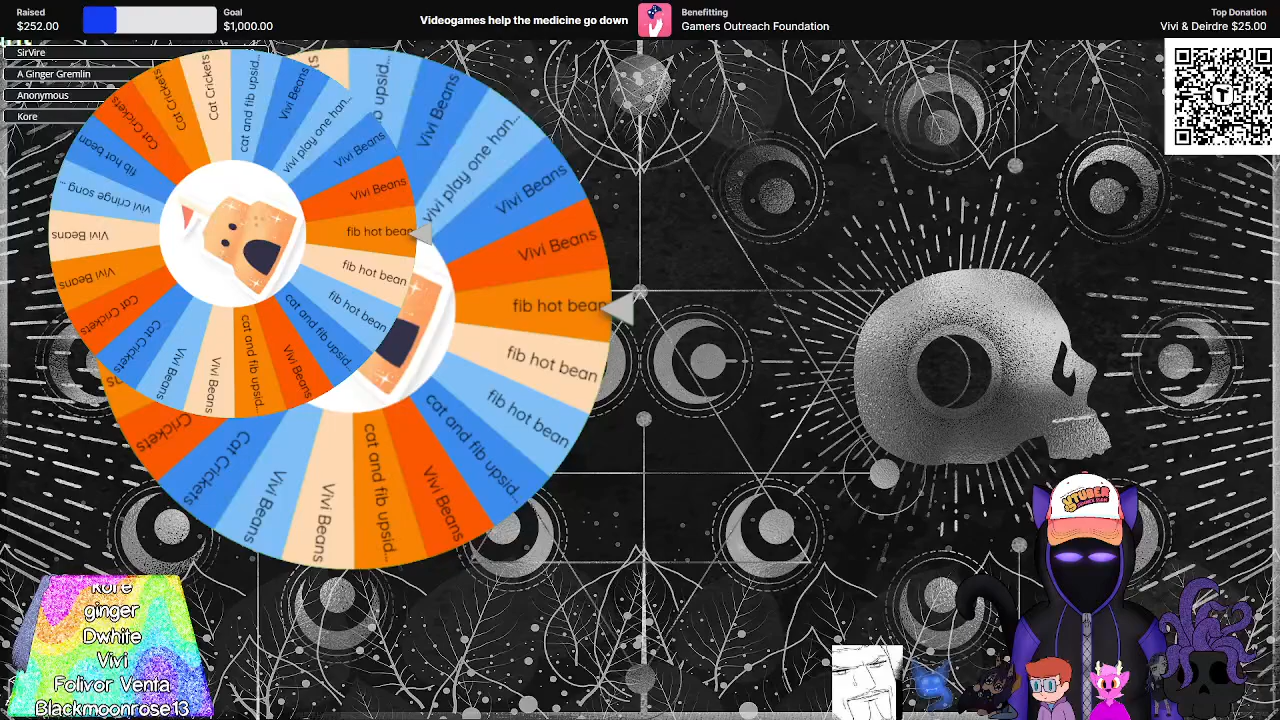 Raised
$252.00
Goal
$1,000.00
Videogames help the medicine go down
Benefitting
Gamers Outreach Foundation
Top Donation
Vivi & Deirdre $25.00
SirVire
A Ginger Gremlin
Anonymous
Kore
Cat Crickets
cat and fib upsid...
Vivi Beans
vivi play one han...
Vivi Beans
Vivi Beans
fib hot bean
fib hot bean
fib hot bean
cat and fib upsid...
Vivi Beans
cat and fib upsid...
Vivi Beans
Vivi Beans
Cat Crickets
Cat Crickets
Vivi Beans
Vivi Beans
vivi cringe song ...
fib hot bean
Cat Crickets
Cat Crickets
upsid...
Vivi Beans
vivi play one han...
Vivi Beans
Vivi Beans
fib hot bean
fib hot bean
fib hot bean
cat and fib upsid...
Vivi Beans
cat and fib upsid...
Vivi Beans
Vivi Beans
Cat Crickets
Crickets
Kore
ginger
Dwhite
Vivi
Folivor Venia
Blackmoonrose13
VTUBER